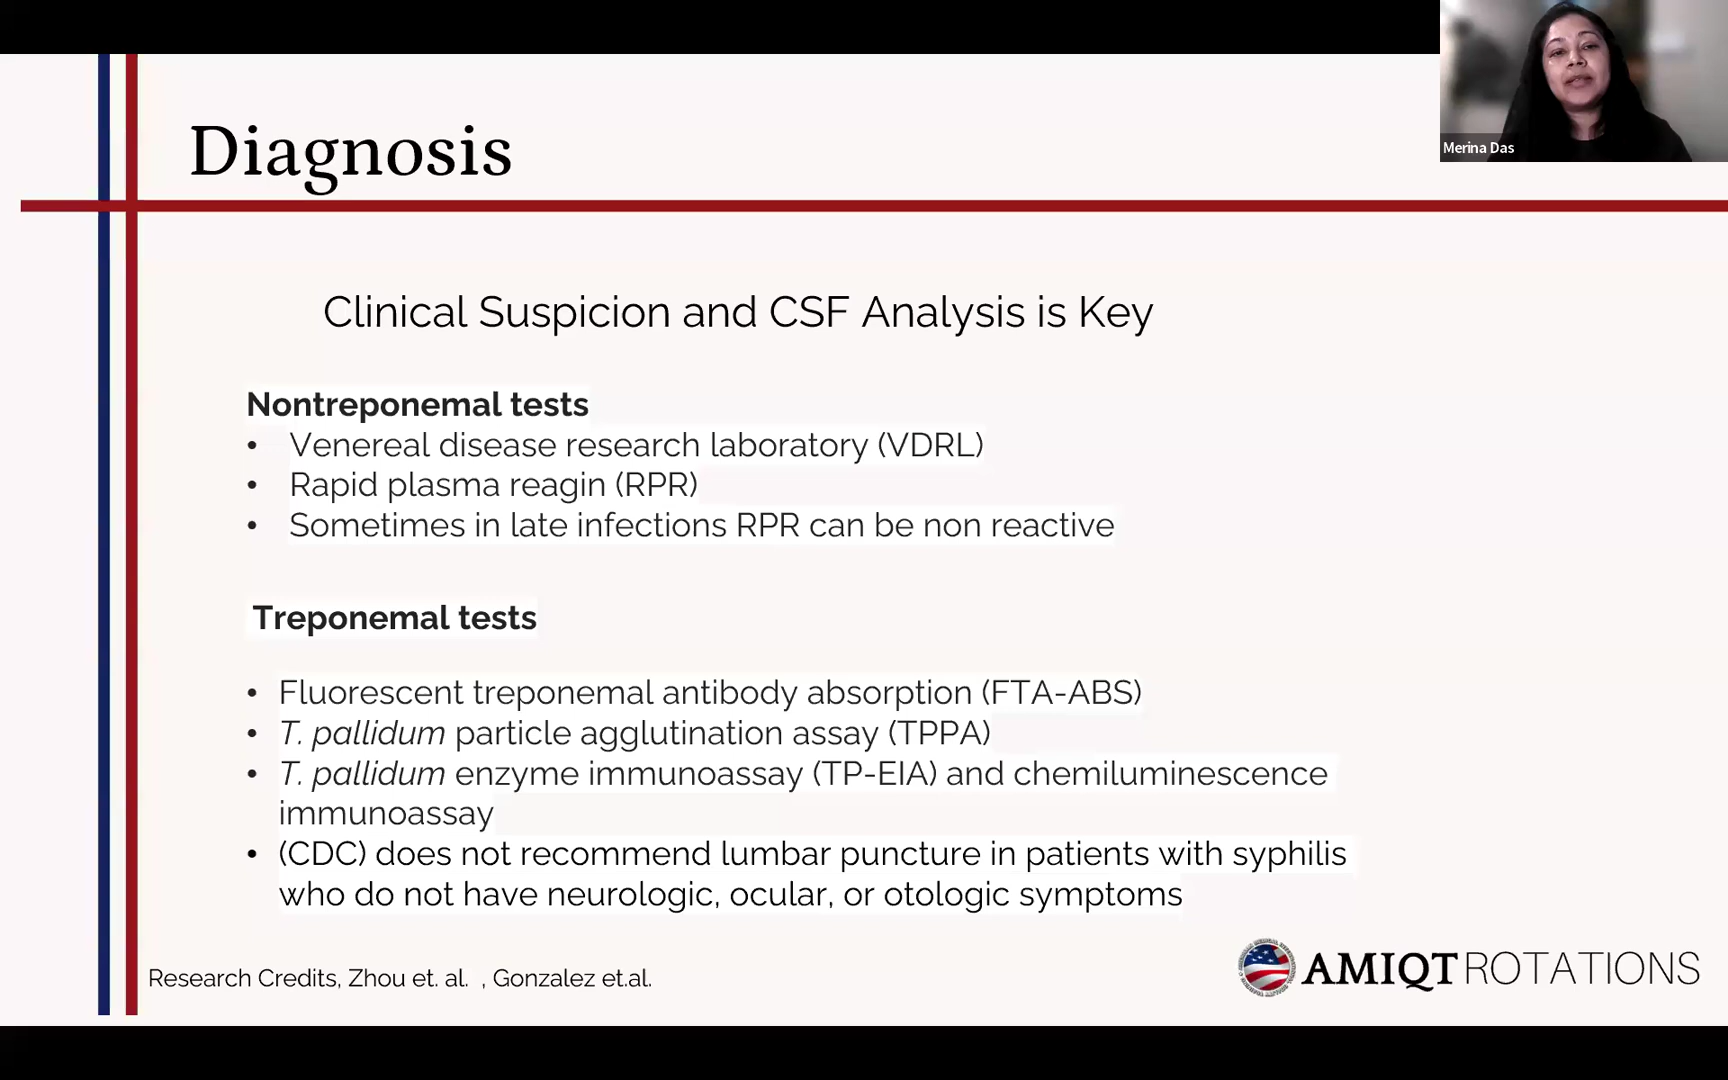 Merina Das
Diagnosis
Clinical Suspicion and CSF Analysis is Key
Nontreponemal tests
• Venereal disease research laboratory (VDRL)
• Rapid plasma reagin (RPR)
• Sometimes in late infections RPR can be non reactive
Treponemal tests
• Fluorescent treponemal antibody absorption (FTA-ABS)
• T. pallidum particle agglutination assay (TPPA)
• T. pallidum enzyme immunoassay (TP-EIA) and chemiluminescence
immunoassay
• (CDC) does not recommend lumbar puncture in patients with syphilis
who do not have neurologic, ocular, or otologic symptoms
Research Credits, Zhou et. al. , Gonzalez et.al.
AMIQT ROTATIONS